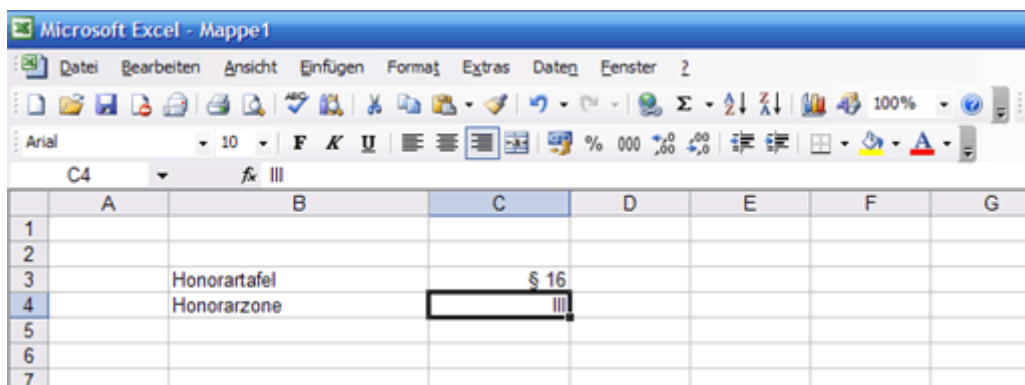 Microsoft Excel - Mappe1
Datei Bearbeiten Ansicht Einfügen Format Extras Daten Fenster ?
100%
Arial 10 F K U % 000
C4 fx III
A B C D E F G
1
2
3 Honorartafel § 16
4 Honorarzone III
5
6
7